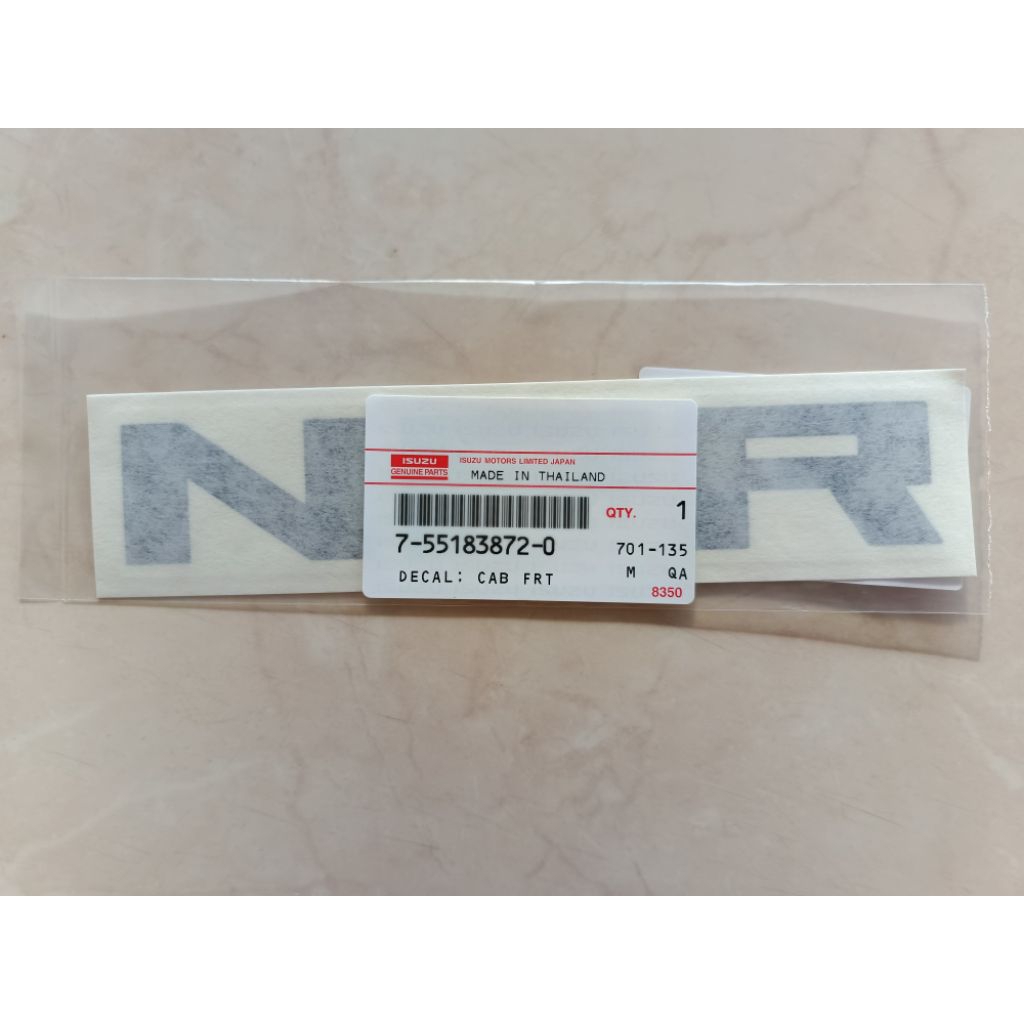 N R
ISUZU
GENUINE PARTS
ISUZU MOTORS LIMITED JAPAN
MADE IN THAILAND
QTY. 1
7-55183872-0
701-135
DECAL: CAB FRT
M QA
8350